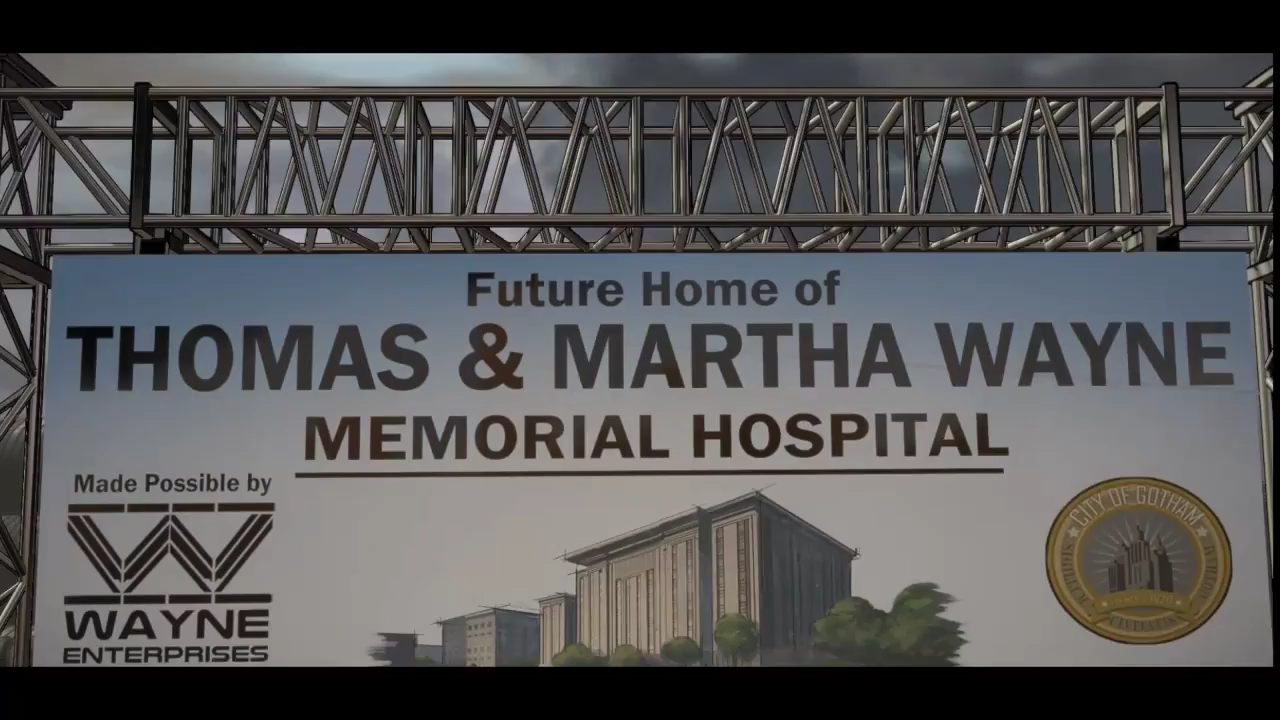 Future Home of
THOMAS & MARTHA WAYNE
MEMORIAL HOSPITAL
Made Possible by
W
WAYNE
ENTERPRISES
CITY OF GOTHAM